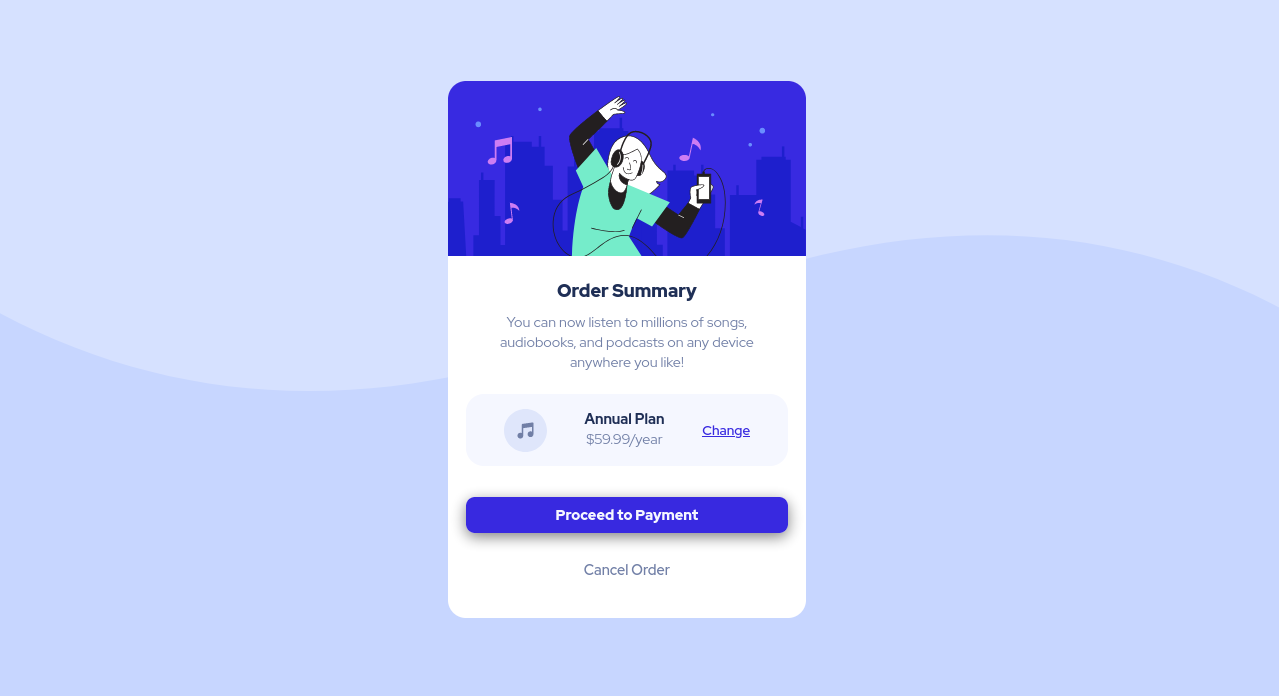 Order Summary
You can now listen to millions of songs,
audiobooks, and podcasts on any device
anywhere you like!
Annual Plan
$59.99/year
Change
Proceed to Payment
Cancel Order